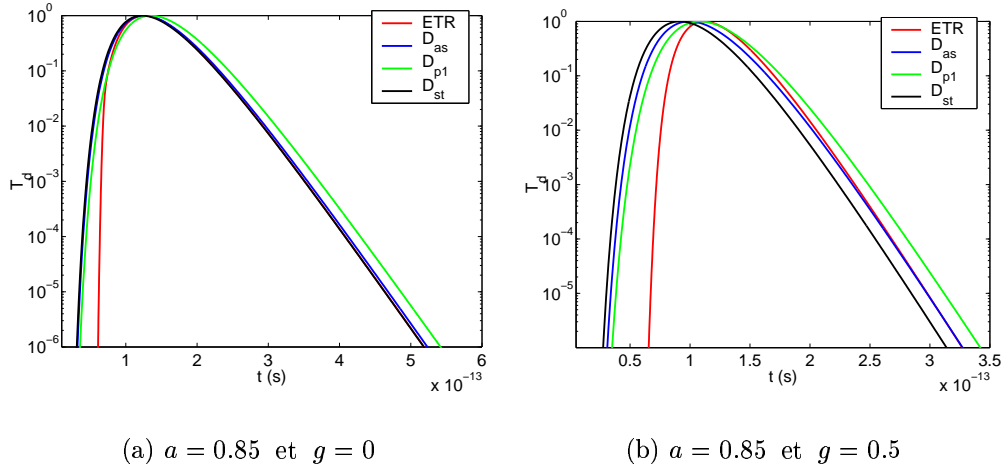 10^0
10^-1
10^-2
10^-3
10^-4
10^-5
10^-6
T_d
1 2 3 4 5 6
t (s)
x 10^-13
ETR
D_as
D_p1
D_st
(a) a = 0.85 et g = 0
10^0
10^-1
10^-2
10^-3
10^-4
10^-5
T_d
0.5 1 1.5 2 2.5 3 3.5
t (s)
x 10^-13
ETR
D_as
D_p1
D_st
(b) a = 0.85 et g = 0.5